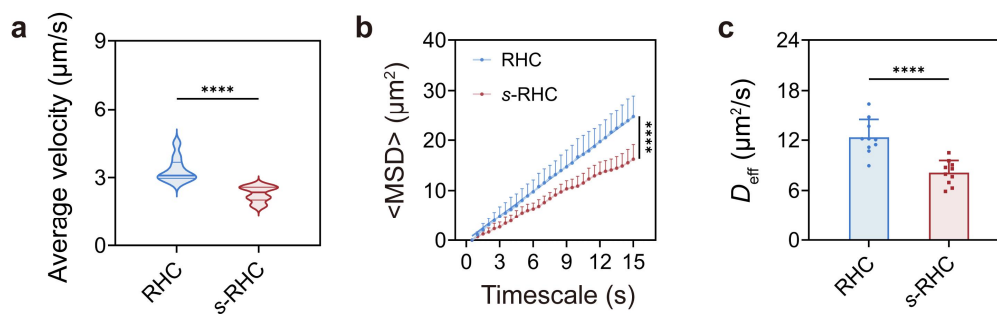 a
Average velocity (μm/s)
9
6
3
0
****
RHC
s-RHC
b
<MSD> (μm²)
40
30
20
10
0
RHC
s-RHC
****
0 3 6 9 12 15
Timescale (s)
c
Deff (μm²/s)
24
18
12
6
0
****
RHC
s-RHC